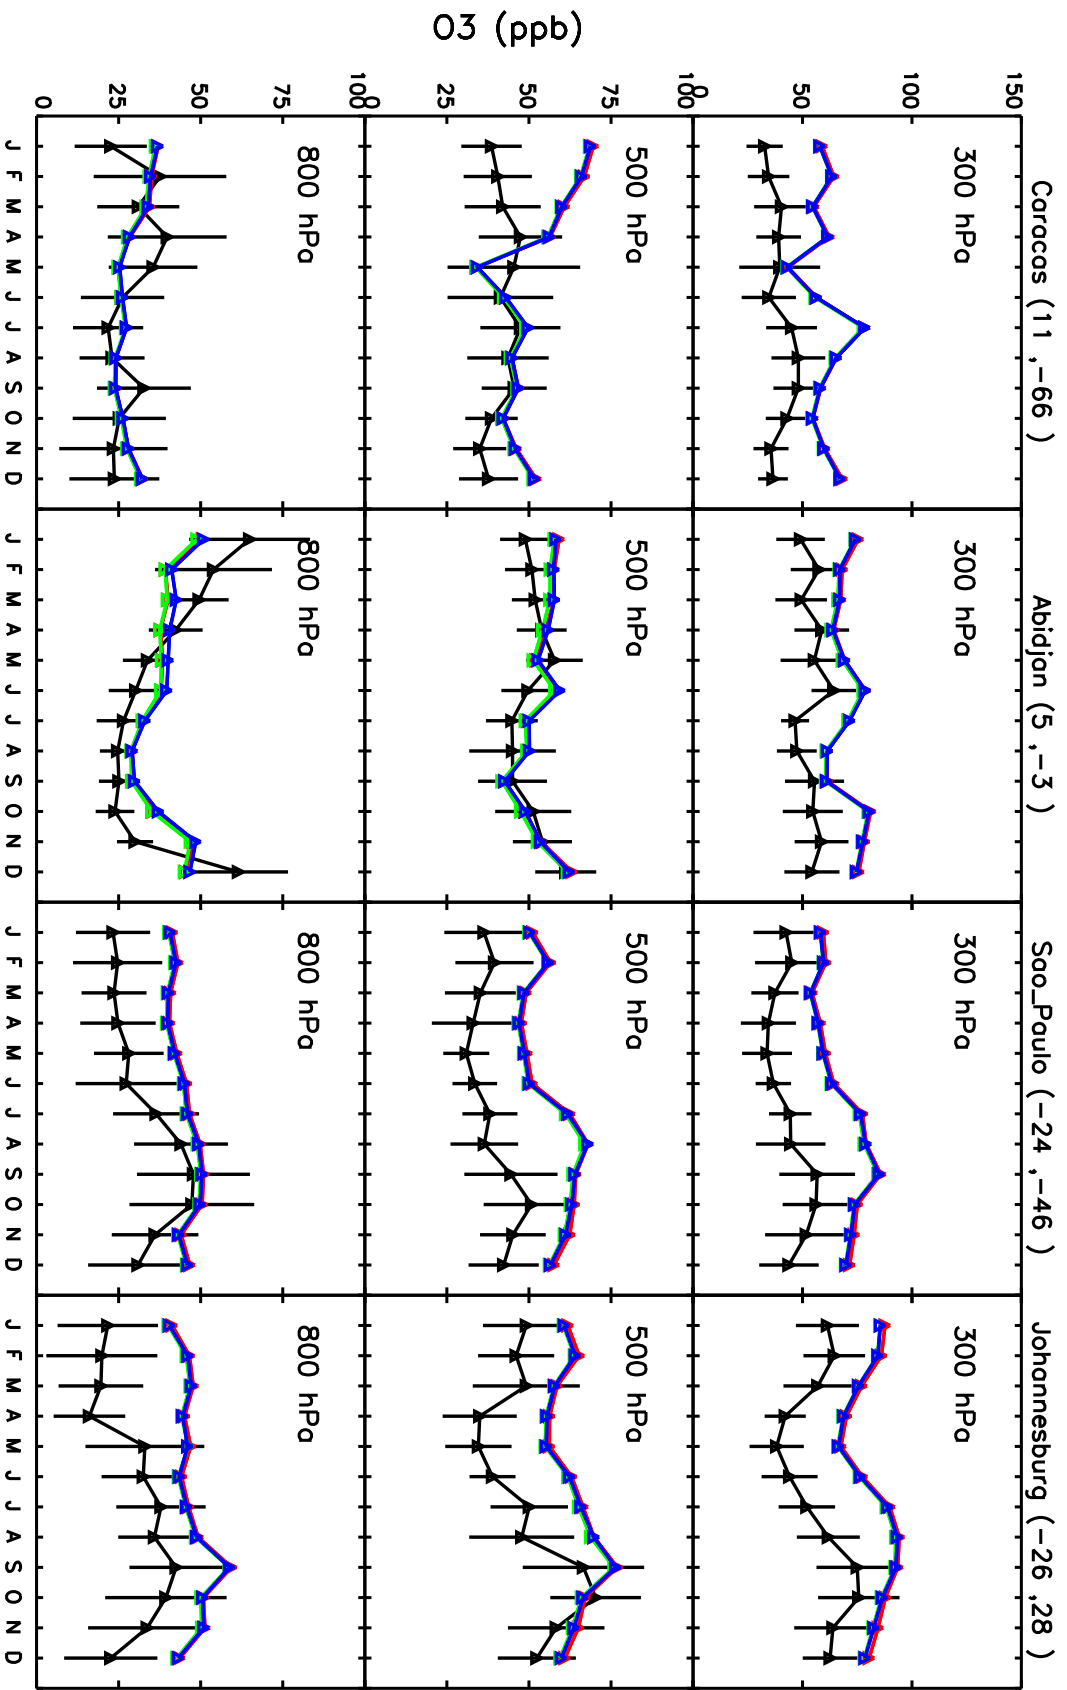 Caracas (11 ,-66 ) Abidjan (5 ,-3 ) Sao_Paulo (-24 ,-46 ) Johannesburg (-26 ,28 )
150
300 hPa 300 hPa 300 hPa 300 hPa
100
50
0
100
500 hPa 500 hPa 500 hPa 500 hPa
75
50
25
0
100
800 hPa 800 hPa 800 hPa 800 hPa
75
50
25
0
O3 (ppb)
J F M A M J J A S O N D J F M A M J J A S O N D J F M A M J J A S O N D J F M A M J J A S O N D